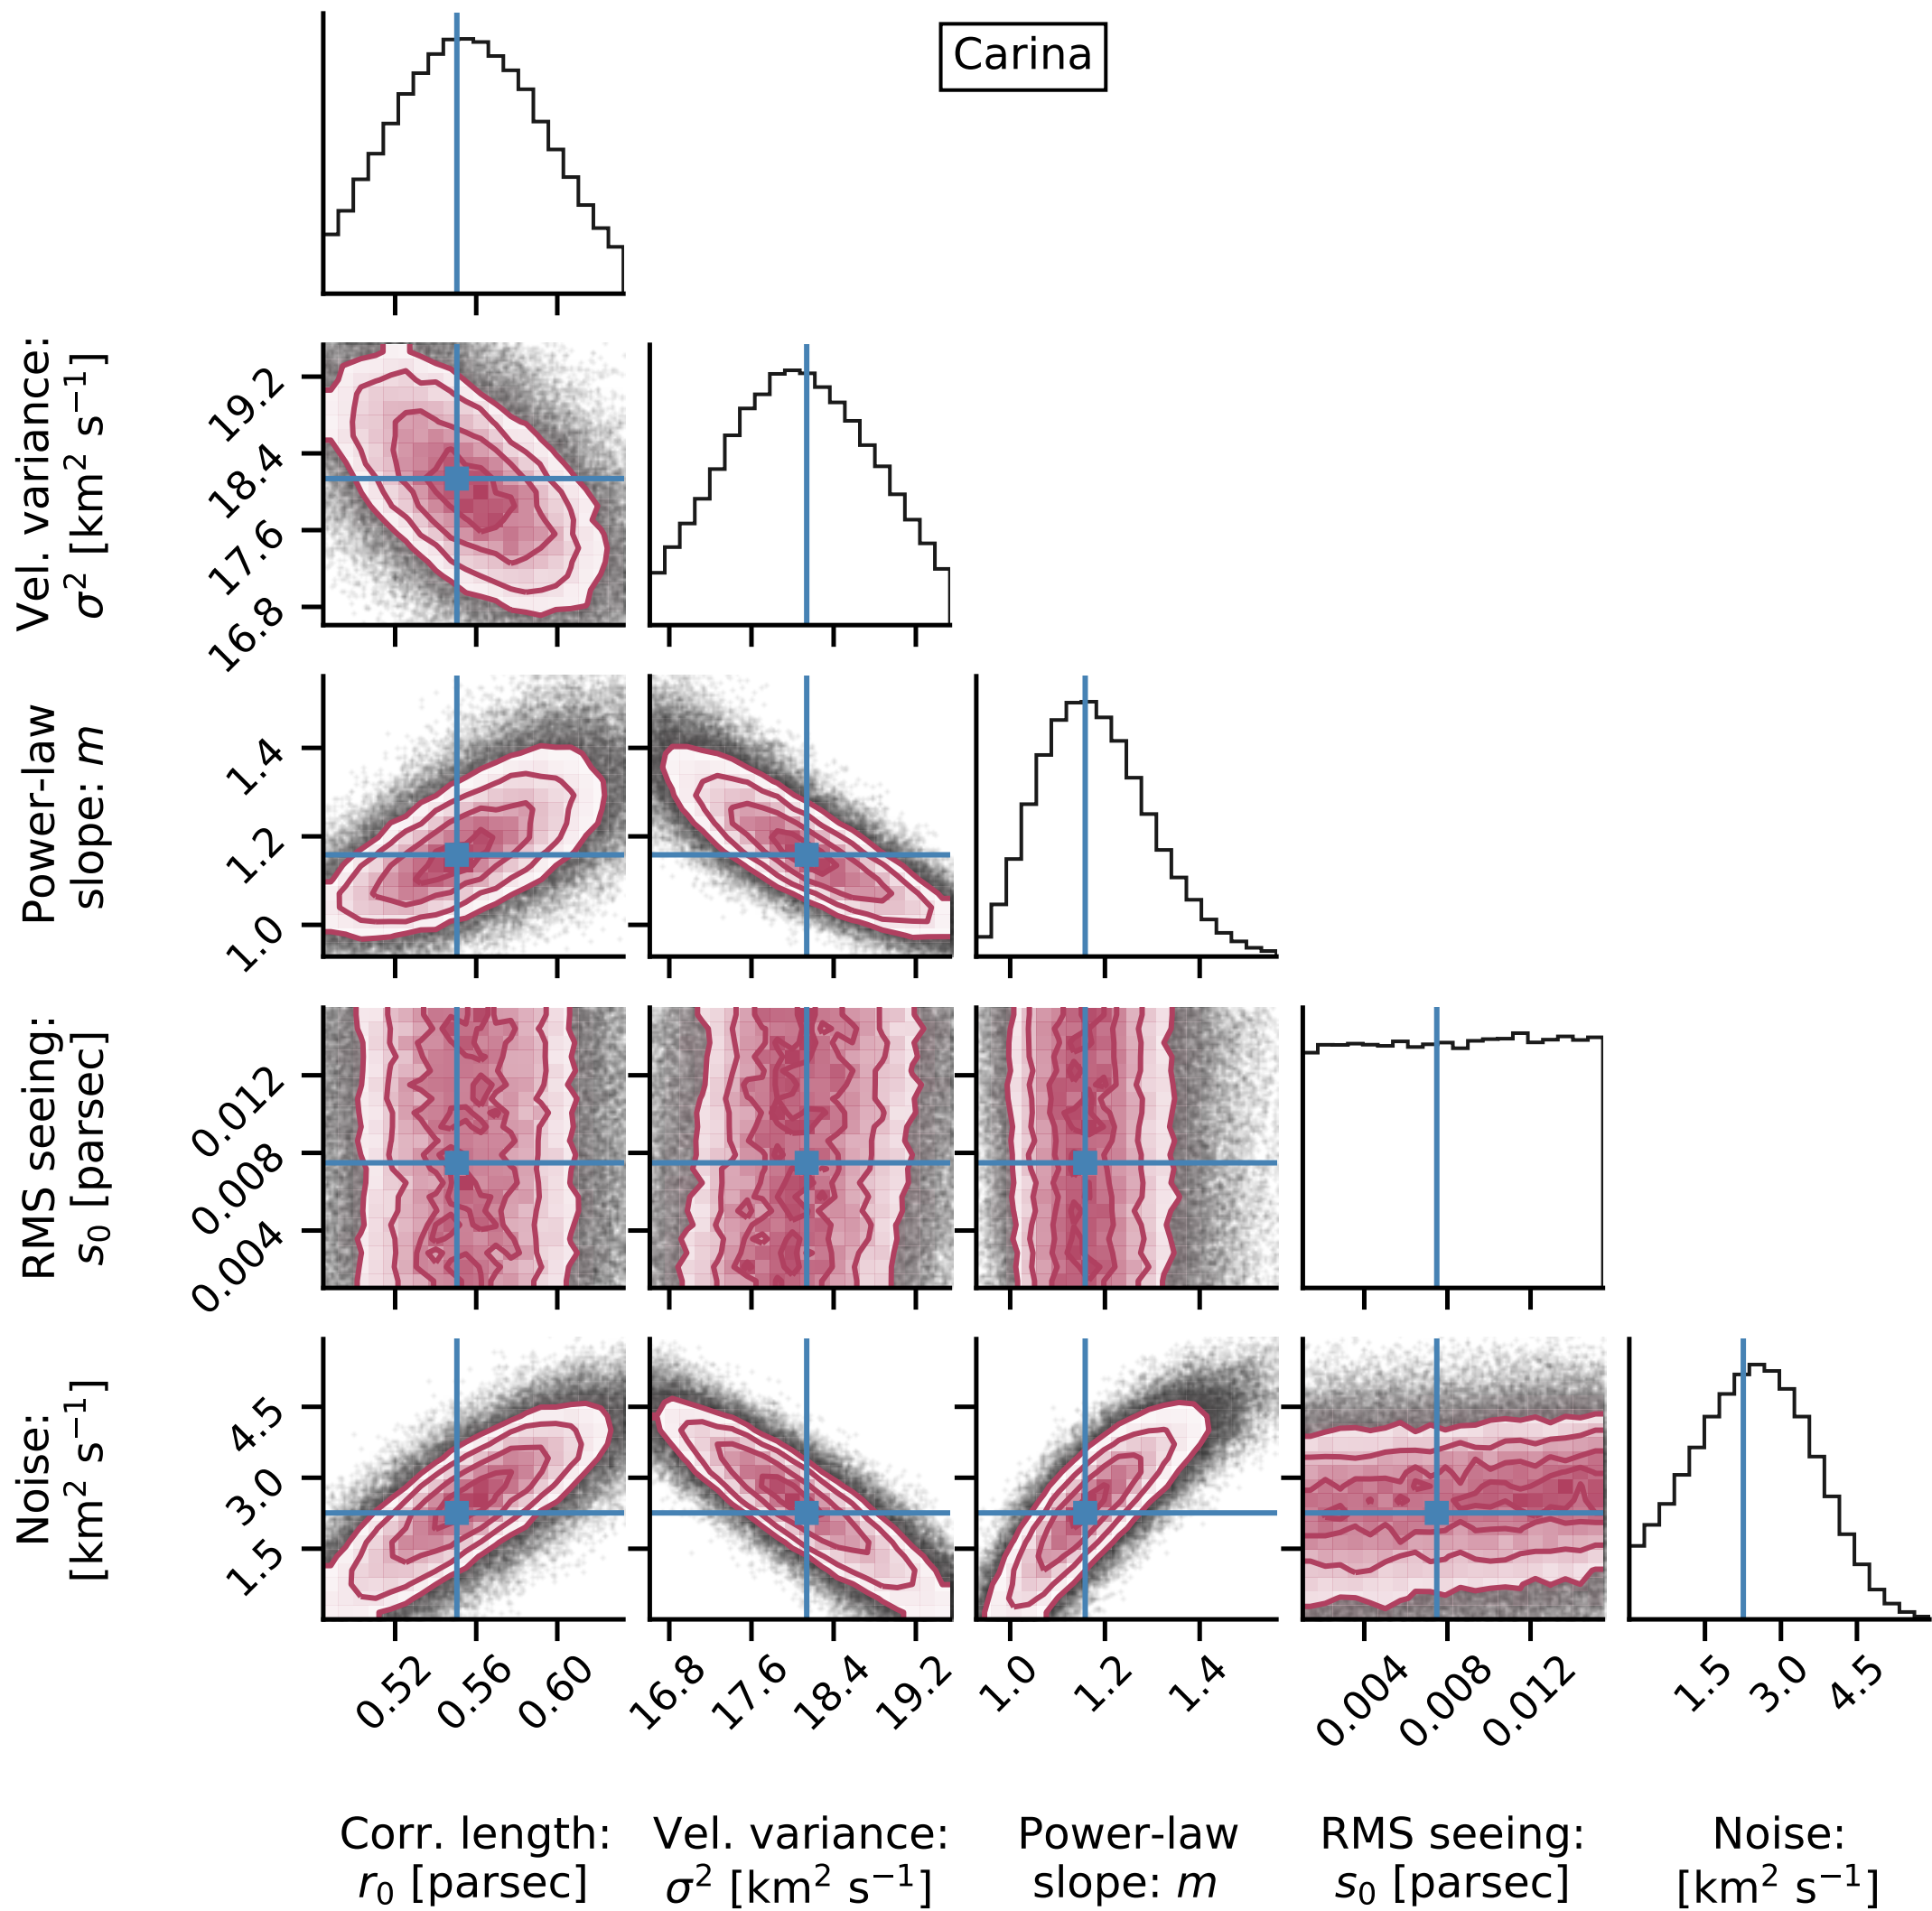 Carina
Vel. variance:
σ² [km² s⁻¹]
19.2
18.4
17.6
16.8
Power-law
slope: m
1.4
1.2
1.0
RMS seeing:
s₀ [parsec]
0.012
0.008
0.004
Noise:
[km² s⁻¹]
4.5
3.0
1.5
0.52 0.56 0.60 16.8 17.6 18.4 19.2 1.0 1.2 1.4 0.004 0.008 0.012 1.5 3.0 4.5
Corr. length: Vel. variance: Power-law RMS seeing: Noise:
r₀ [parsec] σ² [km² s⁻¹] slope: m s₀ [parsec] [km² s⁻¹]